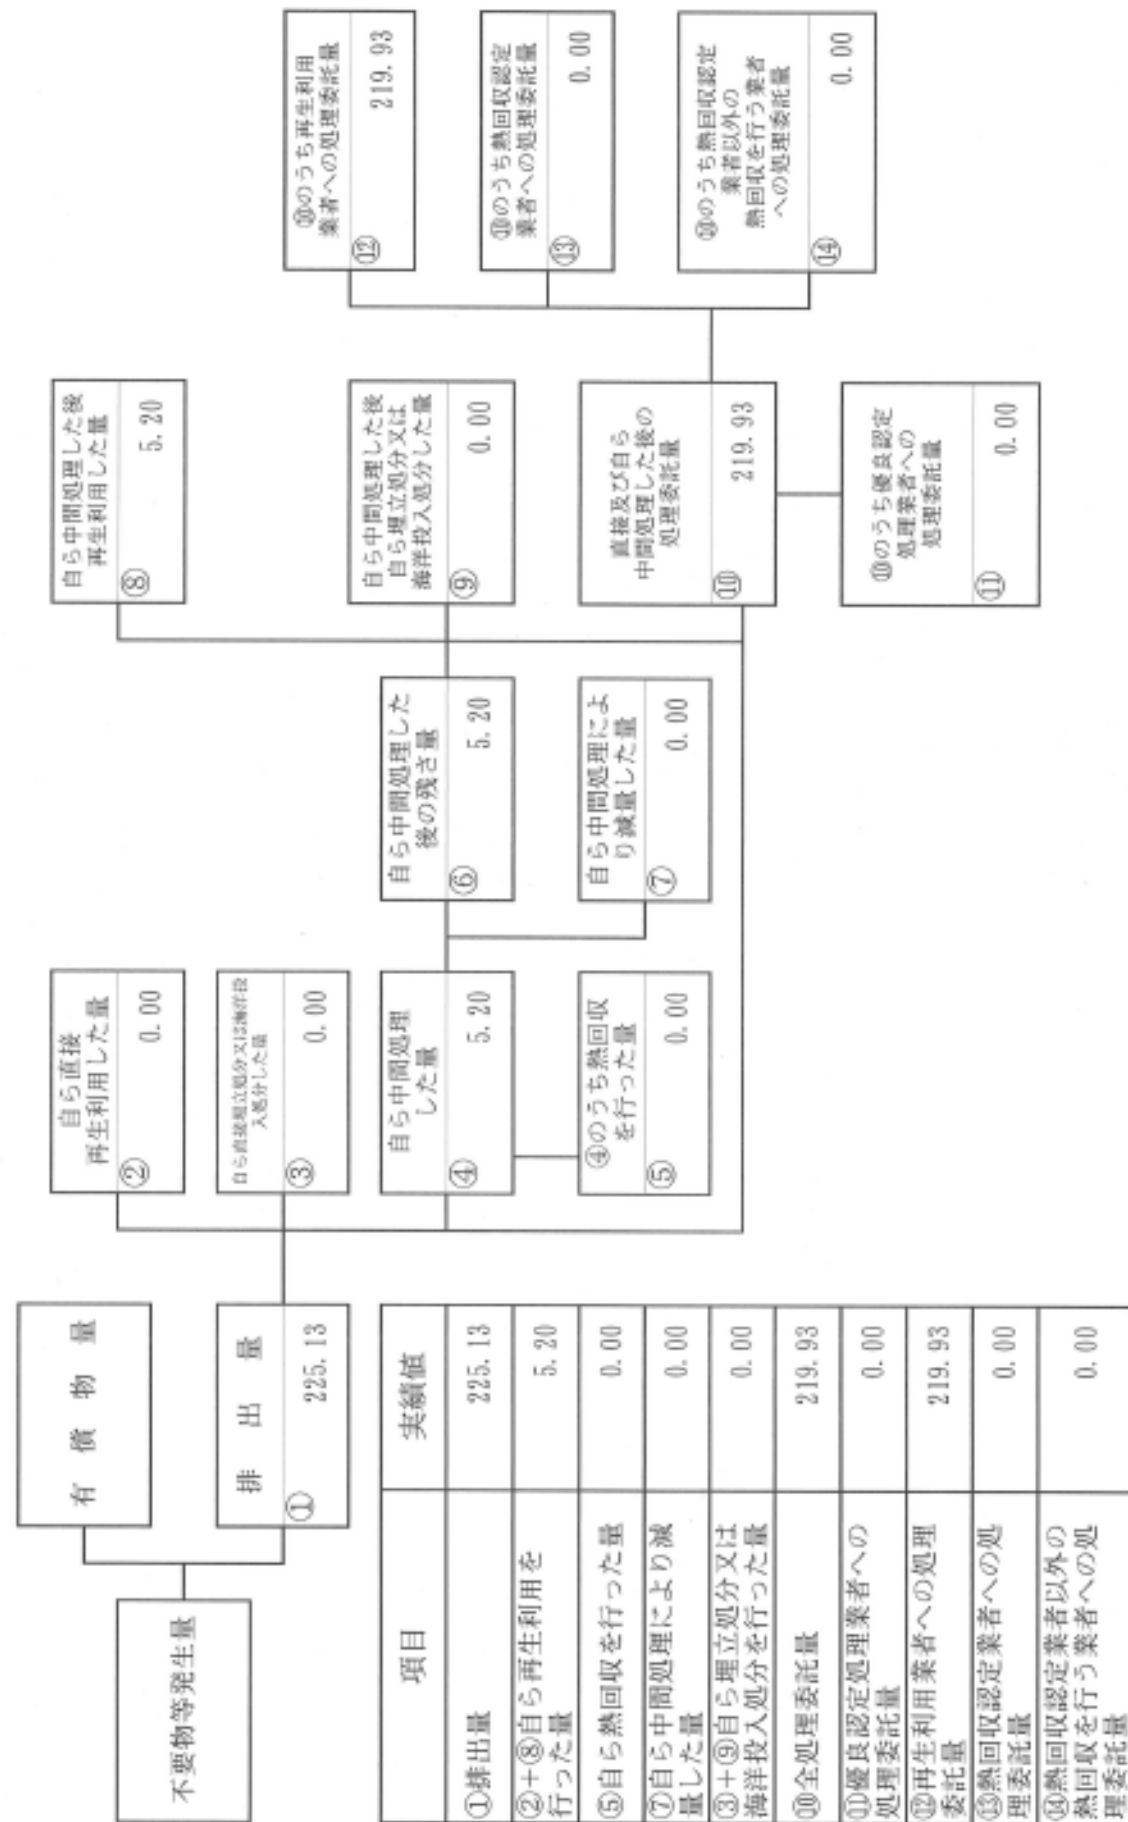 不要物等発生量
有 償 物 量
排 出 量
① 225.13
自ら直接
再生利用した量
② 0.00
自ら直接埋立処分又は海洋投
入処分した量
③ 0.00
自ら中間処理
した量
④ 5.20
④のうち熱回収
を行った量
⑤ 0.00
自ら中間処理した
後の残さ量
⑥ 5.20
自ら中間処理によ
り減量した量
⑦ 0.00
自ら中間処理した後
再生利用した量
⑧ 5.20
自ら中間処理した後
自ら埋立処分又は
海洋投入処分した量
⑨ 0.00
直接及び自ら
中間処理した後の
処理委託量
⑩ 219.93
⑩のうち優良認定
処理業者への
処理委託量
⑪ 0.00
⑩のうち再生利用
業者への処理委託量
⑫ 219.93
⑩のうち熱回収認定
業者への処理委託量
⑬ 0.00
⑩のうち熱回収認定
業者以外の
熱回収を行う業者
への処理委託量
⑭ 0.00
項目 実績値
①排出量 225.13
②+⑧自ら再生利用を
行った量 5.20
⑤自ら熱回収を行った量 0.00
⑦自ら中間処理により減
量した量 0.00
③+⑨自ら埋立処分又は
海洋投入処分を行った量 0.00
⑩全処理委託量 219.93
⑪優良認定処理業者への
処理委託量 0.00
⑫再生利用業者への処理
委託量 219.93
⑬熱回収認定業者への処
理委託量 0.00
⑭熱回収認定業者以外の
熱回収を行う業者への処
理委託量 0.00